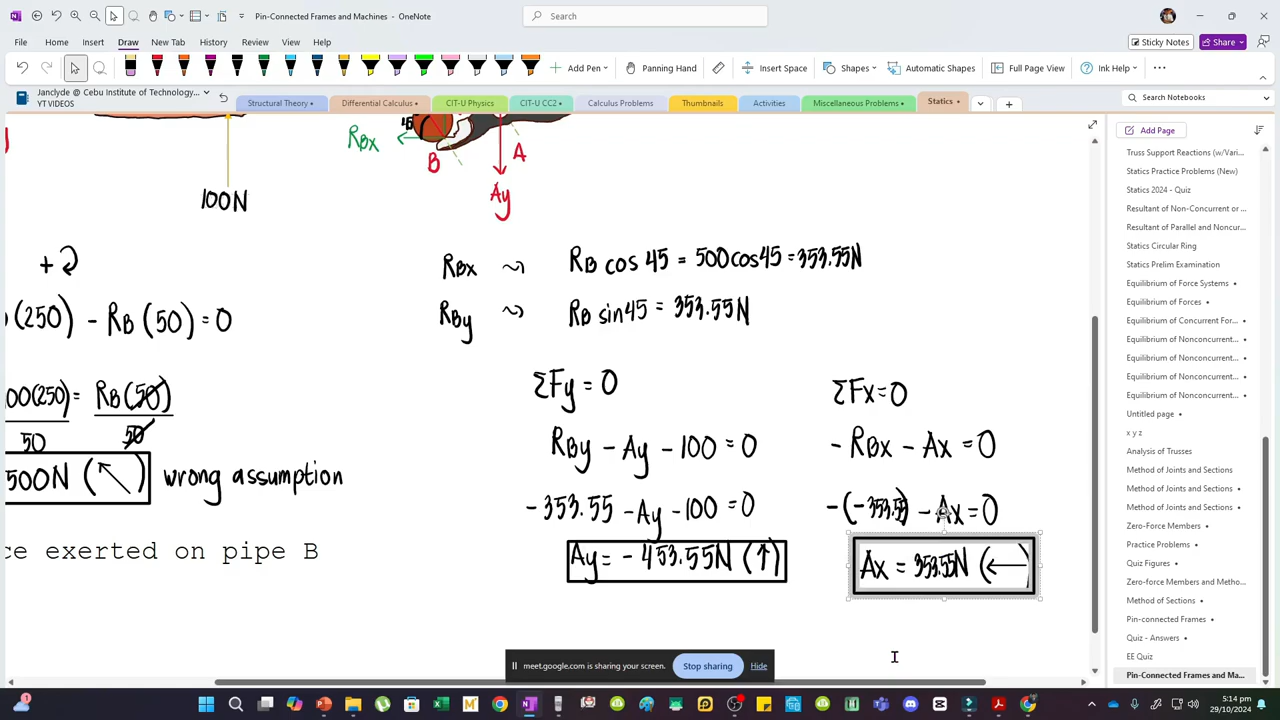 Pin-Connected Frames and Machines - OneNote
Search
File Home Insert Draw New Tab History Review View Help
Sticky Notes Share
Add Pen Panning Hand Insert Space Shapes Automatic Shapes Full Page View Ink Help
Janclyde @ Cebu Institute of Technology...
YT VIDEOS
Structural Theory Differential Calculus CIT-U Physics CIT-U CC2 Calculus Problems Thumbnails Activities Miscellaneous Problems Statics
Search Notebooks
Add Page
Truss Support Reactions (w/Vari...
Statics Practice Problems (New)
Statics 2024 - Quiz
Resultant of Non-Concurrent or ...
Resultant of Parallel and Noncur...
Statics Circular Ring
Statics Prelim Examination
Equilibrium of Force Systems
Equilibrium of Forces
Equilibrium of Concurrent For...
Equilibrium of Nonconcurrent...
Equilibrium of Nonconcurrent...
Equilibrium of Nonconcurrent...
Equilibrium of Nonconcurrent...
Untitled page
x y z
Analysis of Trusses
Method of Joints and Sections
Method of Joints and Sections
Method of Joints and Sections
Zero-Force Members
Practice Problems
Quiz Figures
Zero-force Members and Metho...
Method of Sections
Pin-connected Frames
Quiz - Answers
EE Quiz
Pin-Connected Frames and Ma...
45
RBx
B
A
Ay
100N
+
(250) - RB (50) = 0
00(250) = RB(50)
50 50
500N (↖) wrong assumption
ce exerted on pipe B
RBx ~> RB cos 45 = 500cos45 = 353.55N
RBy ~> RB sin45 = 353.55N
ΣFy = 0
RBy - Ay - 100 = 0
-353.55 - Ay - 100 = 0
Ay = -453.55N (↑)
ΣFx = 0
- RBx - Ax = 0
- (-353.55) - Ax = 0
Ax = 353.55N (←)
meet.google.com is sharing your screen. Stop sharing Hide
1
5:14 pm
29/10/2024